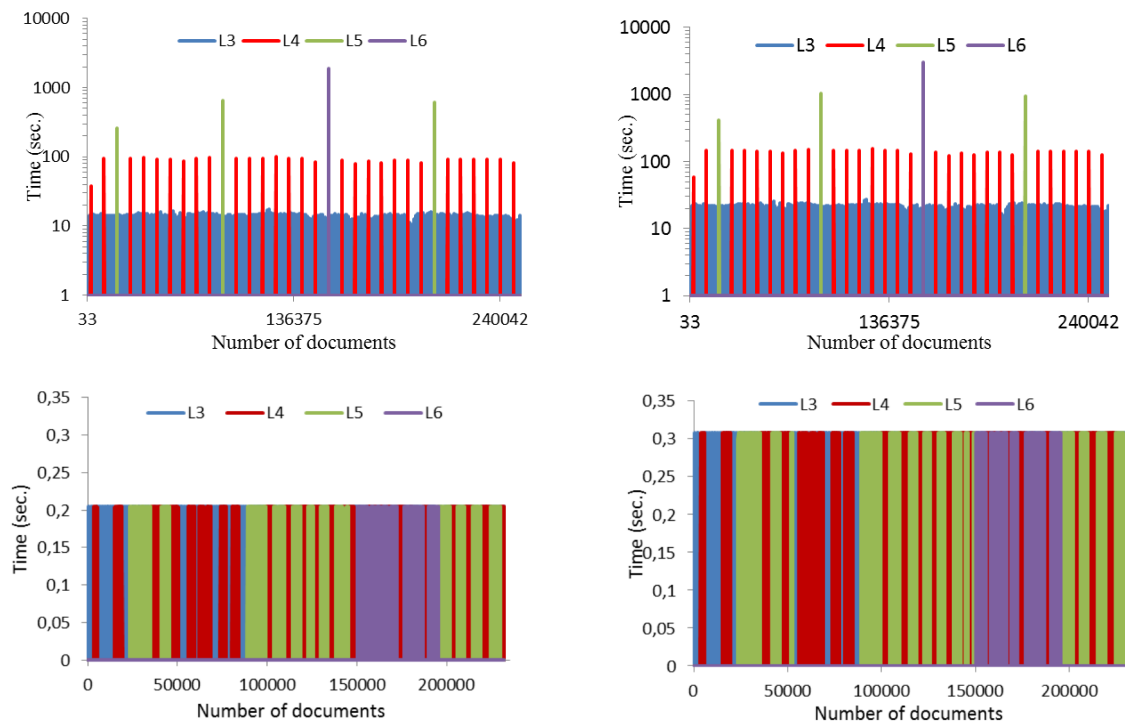 10000
L3 L4 L5 L6
1000
100
10
1
Time (sec.)
33 136375 240042
Number of documents
10000
L3 L4 L5 L6
1000
100
10
1
Time (sec.)
33 136375 240042
Number of documents
0,35
L3 L4 L5 L6
0,3
0,25
0,2
0,15
0,1
0,05
0
Time (sec.)
0 50000 100000 150000 200000
Number of documents
0,35
L3 L4 L5 L6
0,3
0,25
0,2
0,15
0,1
0,05
0
Time (sec.)
0 50000 100000 150000 200000
Number of documents